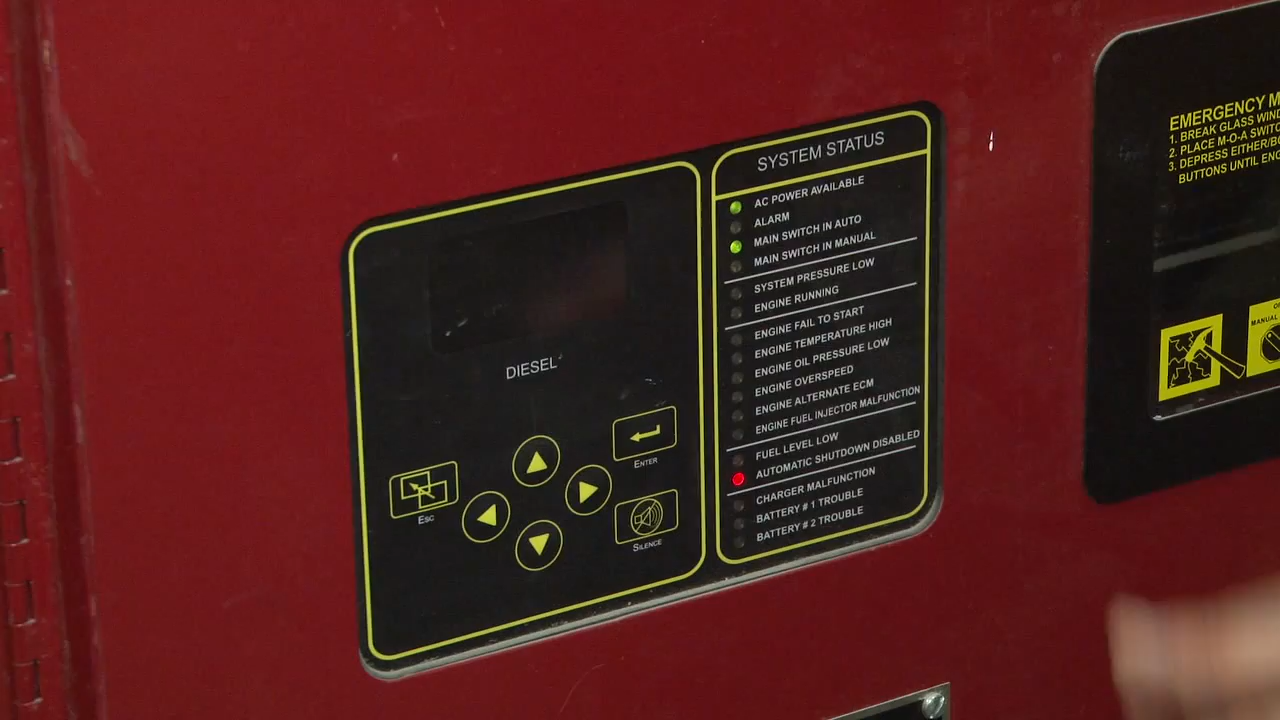 DIESEL
ESC
ENTER
SILENCE
SYSTEM STATUS
AC POWER AVAILABLE
ALARM
MAIN SWITCH IN AUTO
MAIN SWITCH IN MANUAL
SYSTEM PRESSURE LOW
ENGINE RUNNING
ENGINE FAIL TO START
ENGINE TEMPERATURE HIGH
ENGINE OIL PRESSURE LOW
ENGINE OVERSPEED
ENGINE ALTERNATE ECM
ENGINE FUEL INJECTOR MALFUNCTION
FUEL LEVEL LOW
AUTOMATIC SHUTDOWN DISABLED
CHARGER MALFUNCTION
BATTERY # 1 TROUBLE
BATTERY # 2 TROUBLE
EMERGENCY M
1. BREAK GLASS WIND
2. PLACE M-O-A SWITC
3. DEPRESS EITHER/BO
BUTTONS UNTIL ENG
MANUAL